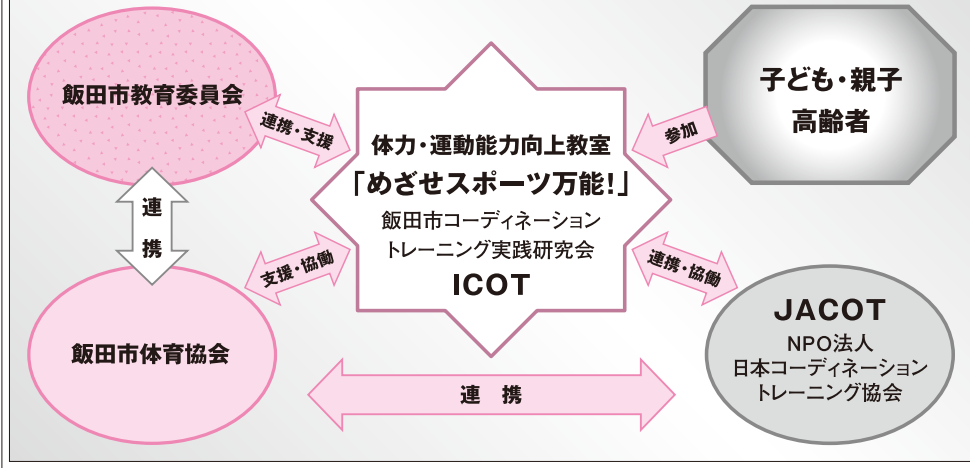 飯田市教育委員会
連携・支援
体力・運動能力向上教室
「めざせスポーツ万能!」
飯田市コーディネーション
トレーニング実践研究会
ICOT
参加
子ども・親子
高齢者
連
携
支援・協働
連携・協働
飯田市体育協会
連 携
JACOT
NPO法人
日本コーディネーション
トレーニング協会